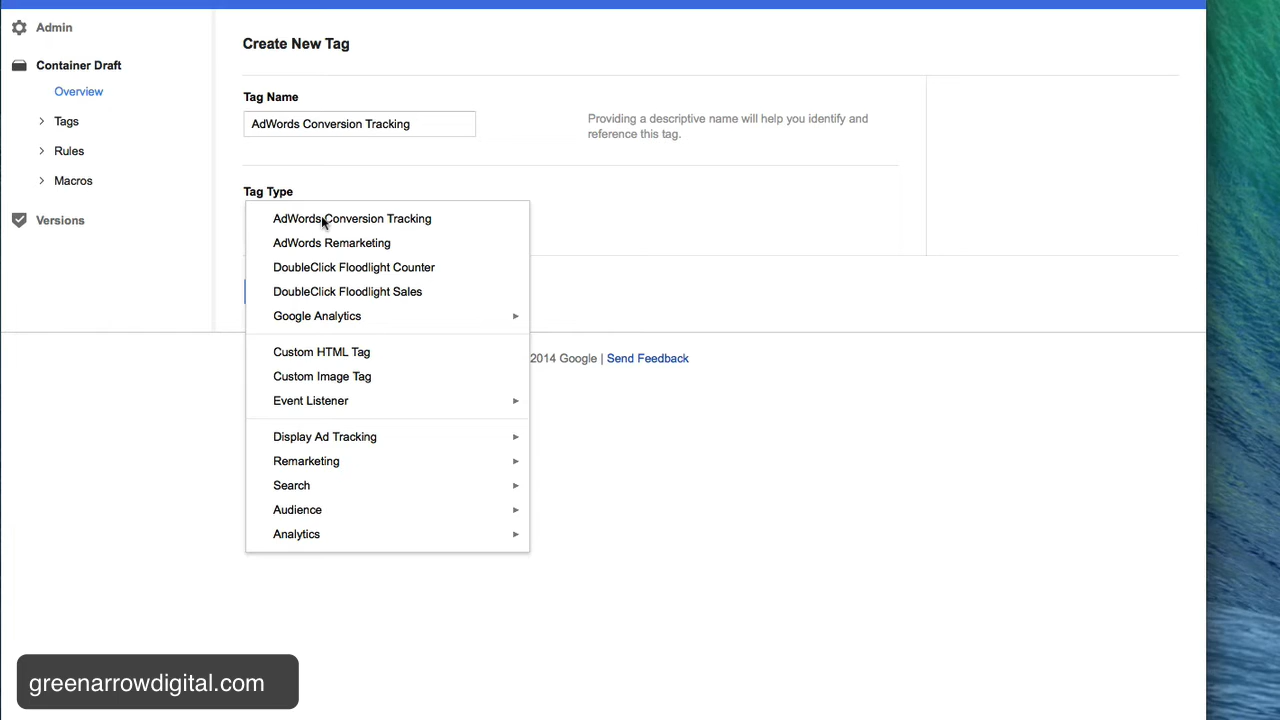 Admin
Container Draft
Overview
Tags
Rules
Macros
Versions
Create New Tag
Tag Name
AdWords Conversion Tracking
Providing a descriptive name will help you identify and
reference this tag.
Tag Type
AdWords Conversion Tracking
AdWords Remarketing
DoubleClick Floodlight Counter
DoubleClick Floodlight Sales
Google Analytics
Custom HTML Tag
Custom Image Tag
Event Listener
Display Ad Tracking
Remarketing
Search
Audience
Analytics
2014 Google | Send Feedback
greenarrowdigital.com